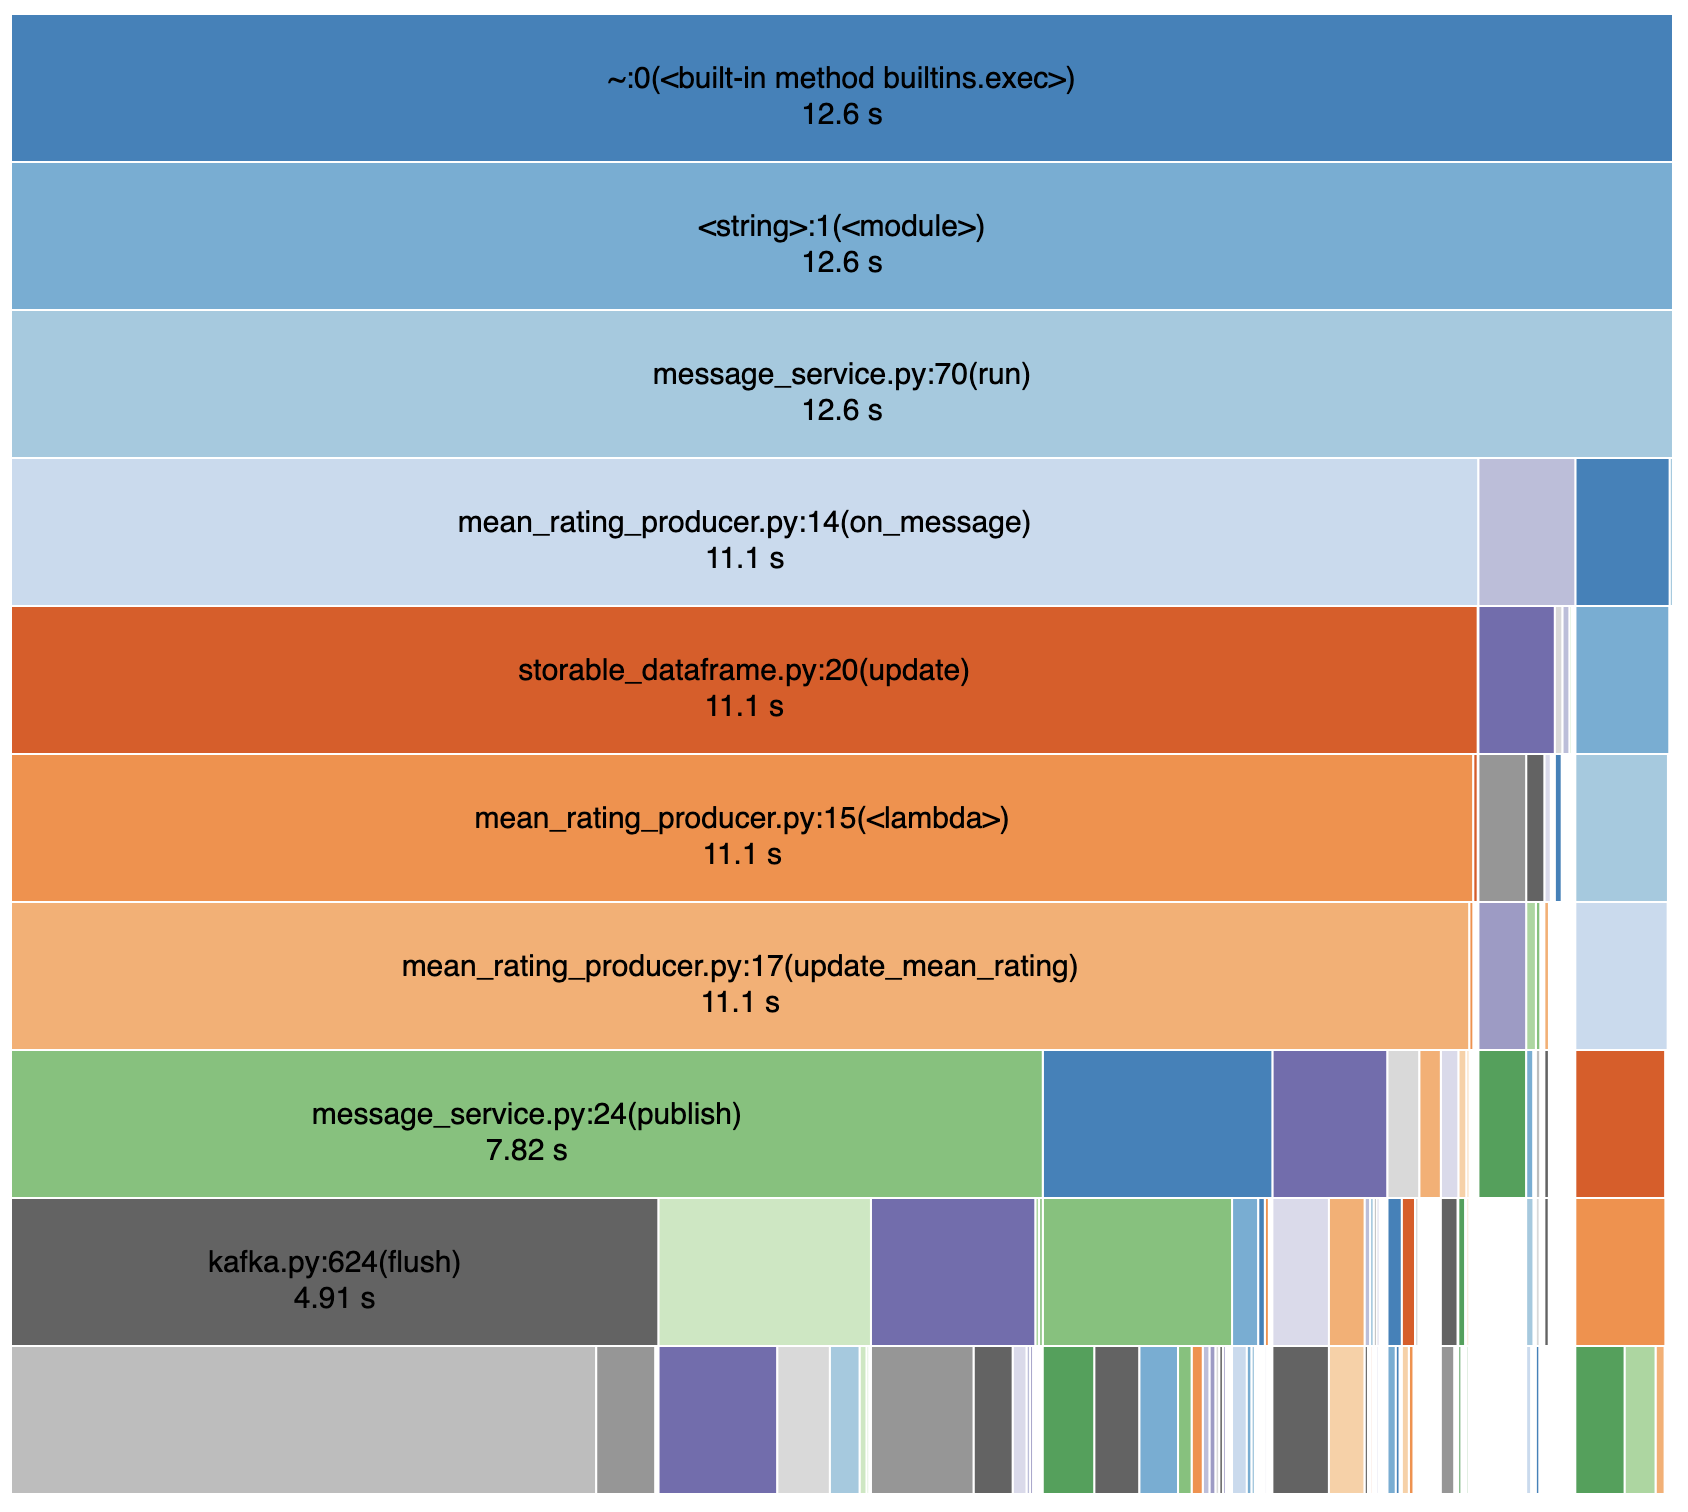 ~:0(<built-in method builtins.exec>)
12.6 s
<string>:1(<module>)
12.6 s
message_service.py:70(run)
12.6 s
mean_rating_producer.py:14(on_message)
11.1 s
storable_dataframe.py:20(update)
11.1 s
mean_rating_producer.py:15(<lambda>)
11.1 s
mean_rating_producer.py:17(update_mean_rating)
11.1 s
message_service.py:24(publish)
7.82 s
kafka.py:624(flush)
4.91 s